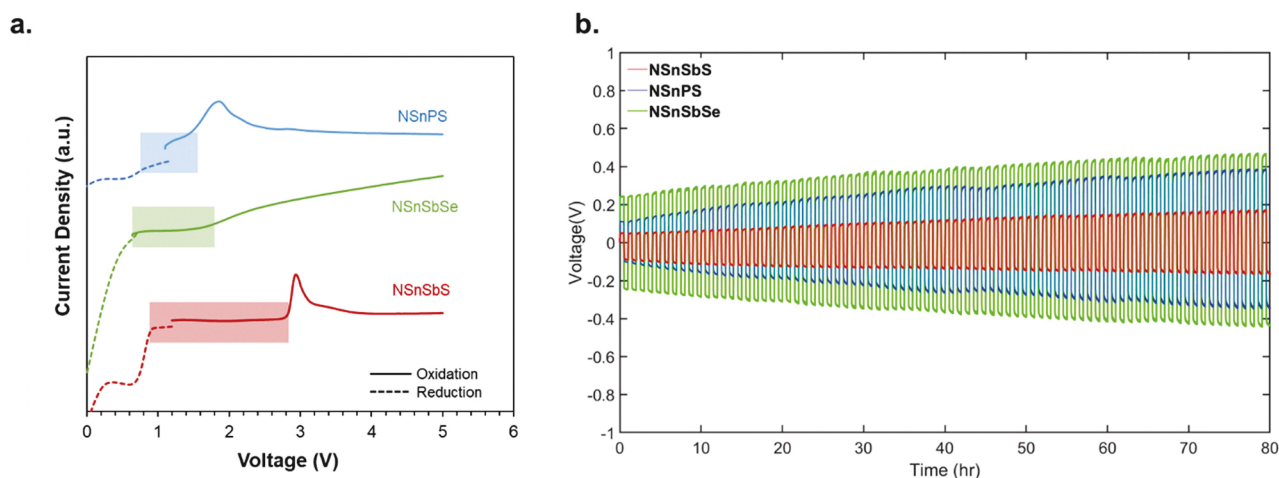 a.
Current Density (a.u.)
NSnPS
NSnSbSe
NSnSbS
Oxidation
Reduction
0 1 2 3 4 5 6
Voltage (V)
b.
NSnSbS
NSnPS
NSnSbSe
Voltage(V)
1
0.8
0.6
0.4
0.2
0
-0.2
-0.4
-0.6
-0.8
-1
0 10 20 30 40 50 60 70 80
Time (hr)